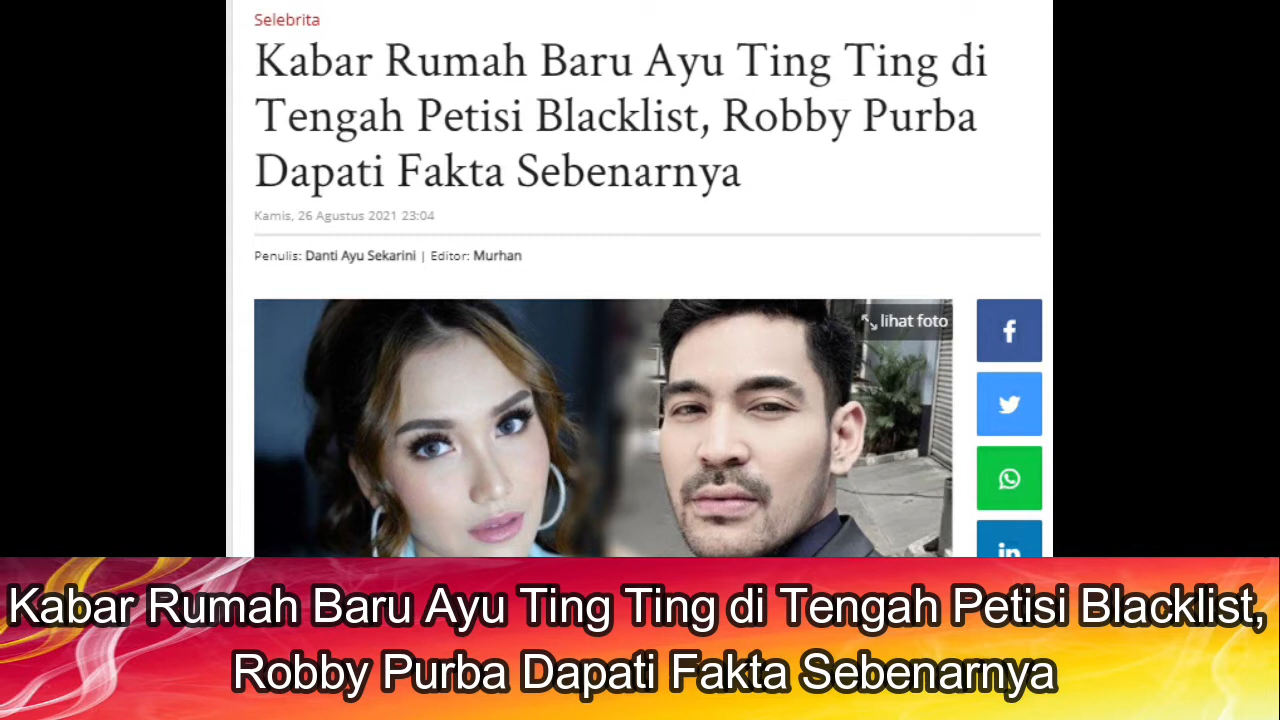 Selebrita
Kabar Rumah Baru Ayu Ting Ting di
Tengah Petisi Blacklist, Robby Purba
Dapati Fakta Sebenarnya
Kamis, 26 Agustus 2021 23:04
Penulis: Danti Ayu Sekarini | Editor: Murhan
lihat foto
f
in
Kabar Rumah Baru Ayu Ting Ting di Tengah Petisi Blacklist,
Robby Purba Dapati Fakta Sebenarnya